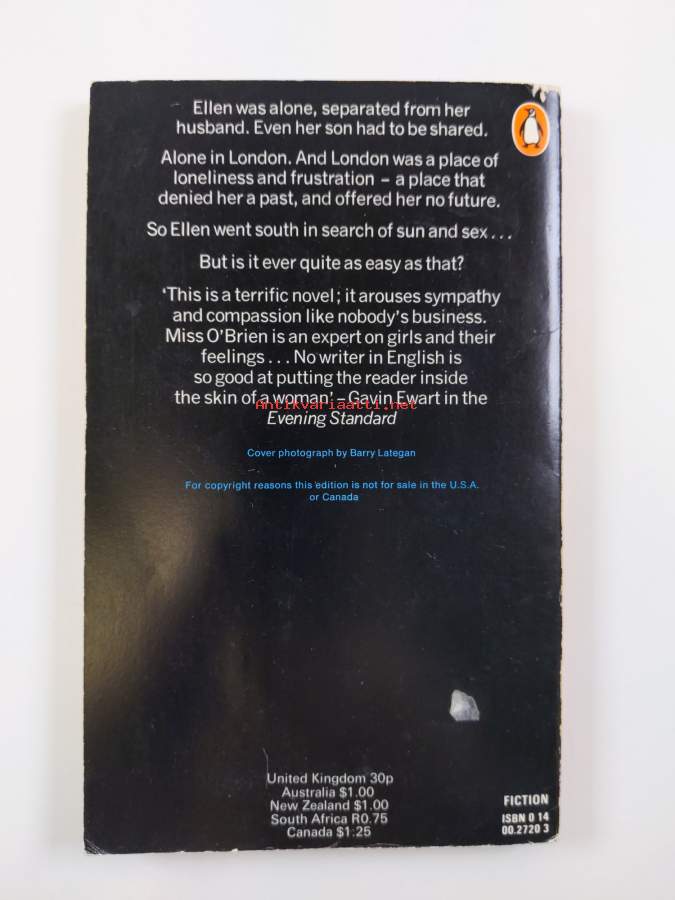 Ellen was alone, separated from her
husband. Even her son had to be shared.
Alone in London. And London was a place of
loneliness and frustration – a place that
denied her a past, and offered her no future.
So Ellen went south in search of sun and sex...
But is it ever quite as easy as that?
'This is a terrific novel; it arouses sympathy
and compassion like nobody's business.
Miss O'Brien is an expert on girls and their
feelings... No writer in English is
so good at putting the reader inside
the skin of a woman' – Gavin Ewart in the
Antikvariaatti.net
Evening Standard
Cover photograph by Barry Lategan
For copyright reasons this edition is not for sale in the U.S.A.
or Canada
United Kingdom 30p
Australia $1.00
New Zealand $1.00
South Africa R0.75
Canada $1.25
FICTION
ISBN 0 14
00.2720 3